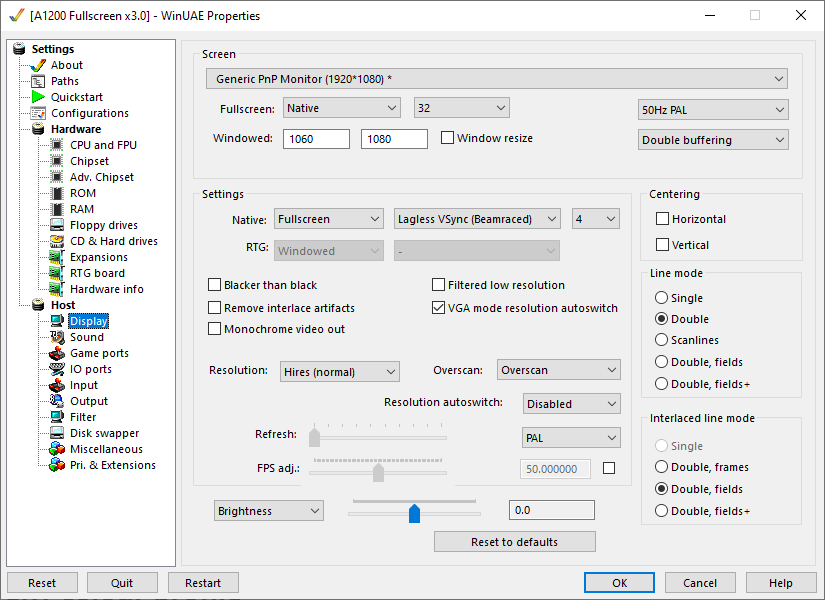 [A1200 Fullscreen x3.0] - WinUAE Properties
Settings
About
Paths
Quickstart
Configurations
Hardware
CPU and FPU
Chipset
Adv. Chipset
ROM
RAM
Floppy drives
CD & Hard drives
Expansions
RTG board
Hardware info
Host
Display
Sound
Game ports
IO ports
Input
Output
Filter
Disk swapper
Miscellaneous
Pri. & Extensions
Screen
Generic PnP Monitor (1920*1080) *
Fullscreen: Native 32 50Hz PAL
Windowed: 1060 1080 Window resize Double buffering
Settings
Native: Fullscreen Lagless VSync (Beamraced) 4
RTG: Windowed -
Blacker than black Filtered low resolution
Remove interlace artifacts VGA mode resolution autoswitch
Monochrome video out
Resolution: Hires (normal) Overscan: Overscan
Resolution autoswitch: Disabled
Refresh: PAL
FPS adj.: 50.000000
Brightness 0.0
Reset to defaults
Centering
Horizontal
Vertical
Line mode
Single
Double
Scanlines
Double, fields
Double, fields+
Interlaced line mode
Single
Double, frames
Double, fields
Double, fields+
Reset Quit Restart OK Cancel Help